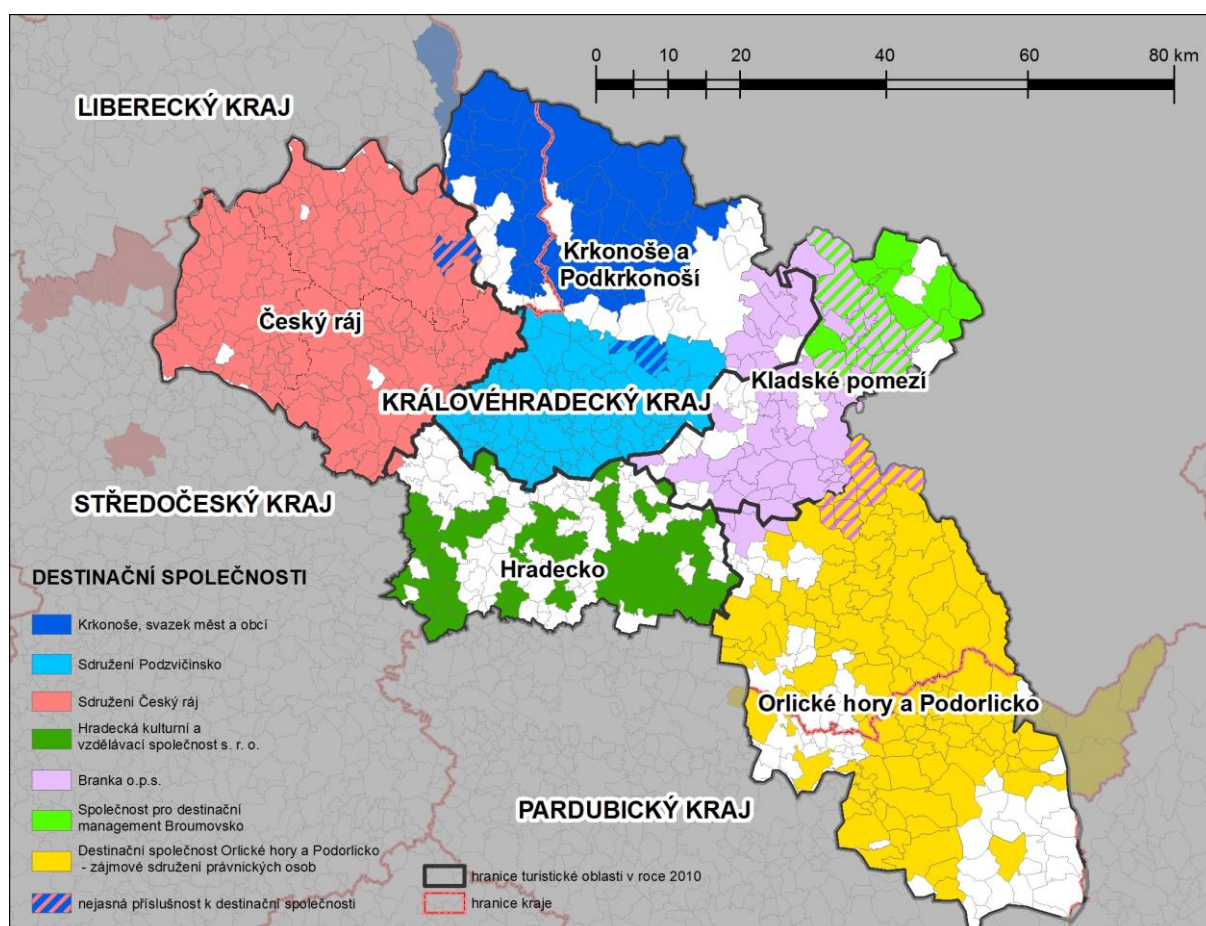 0 10 20 40 60 80 km
LIBERECKÝ KRAJ
Krkonoše a
Podkrkonoší
Český ráj
Kladské pomezí
KRÁLOVÉHRADECKÝ KRAJ
STŘEDOČESKÝ KRAJ
Hradecko
Orlické hory a Podorlicko
PARDUBICKÝ KRAJ
DESTINAČNÍ SPOLEČNOSTI
Krkonoše, svazek měst a obcí
Sdružení Podzvičinsko
Sdružení Český ráj
Hradecká kulturní a
vzdělávací společnost s. r. o.
Branka o.p.s.
Společnost pro destinační
management Broumovsko
Destinační společnost Orlické hory a Podorlicko
- zájmové sdružení právnických osob
nejasná příslušnost k destinační společnosti
hranice turistické oblasti v roce 2010
hranice kraje